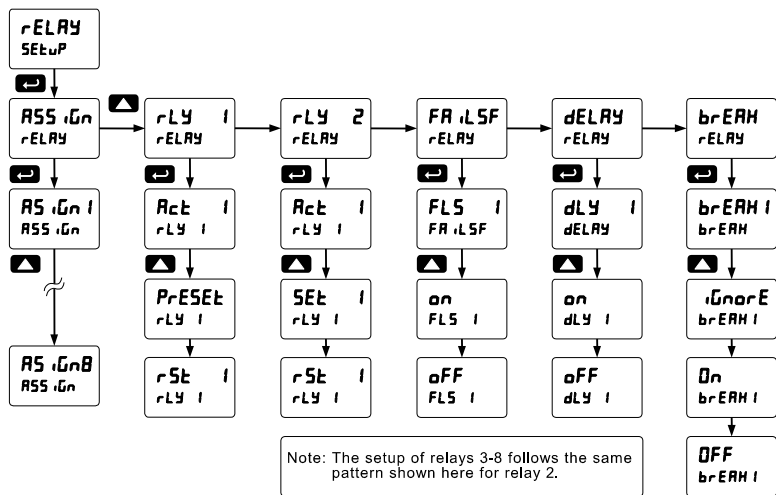 rELAY
SEtuP
ASSiGn
rELAY
rLY 1
rELAY
rLY 2
rELAY
FAiLSF
rELAY
dELAY
rELAY
brEAK
rELAY
ASiGn 1
ASSiGn
Act 1
rLY 1
Act 1
rLY 1
FLS 1
FAiLSF
dLY 1
dELAY
brEAK 1
brEAK
PrESEt
rLY 1
SEt 1
rLY 1
on
FLS 1
on
dLY 1
iGnorE
brEAK 1
ASiGn8
ASSiGn
rSt 1
rLY 1
rSt 1
rLY 1
oFF
FLS 1
oFF
dLY 1
On
brEAK 1
Note: The setup of relays 3-8 follows the same
pattern shown here for relay 2.
OFF
brEAK 1